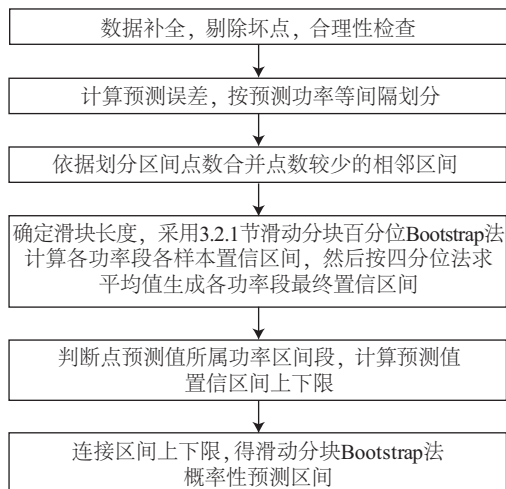 数据补全，剔除坏点，合理性检查
计算预测误差，按预测功率等间隔划分
依据划分区间点数合并点数较少的相邻区间
确定滑块长度，采用3.2.1节滑动分块百分位Bootstrap法
计算各功率段各样本置信区间，然后按四分位法求
平均值生成各功率段最终置信区间
判断点预测值所属功率区间段，计算预测值
置信区间上下限
连接区间上下限，得滑动分块Bootstrap法
概率性预测区间